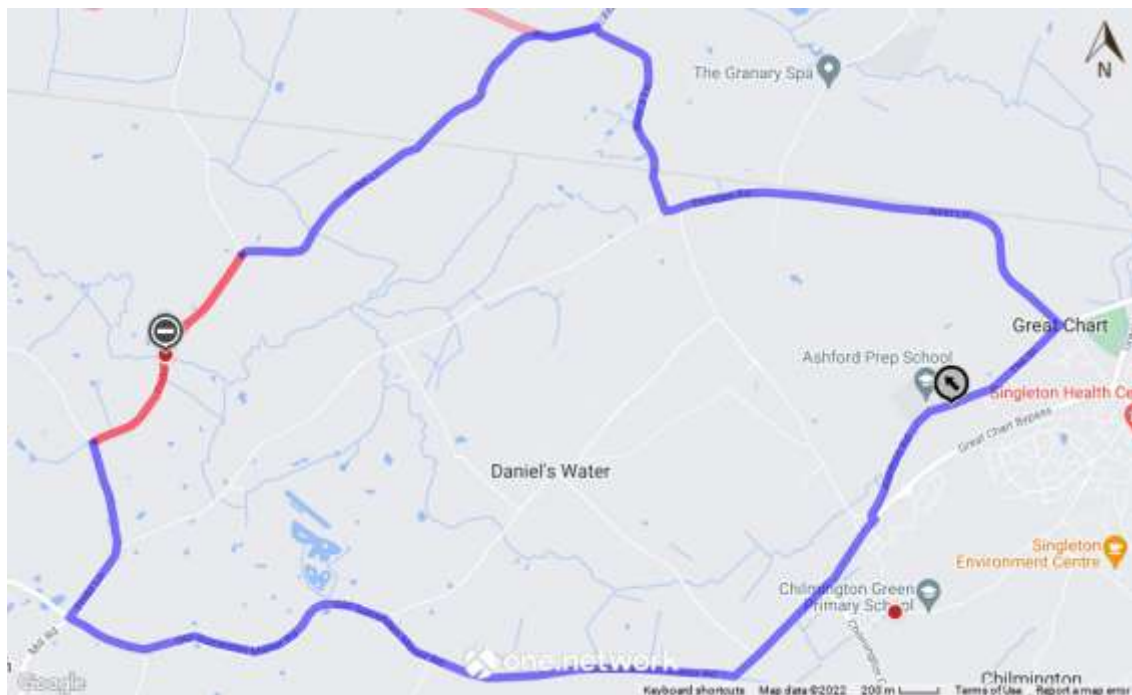 N
The Granary Spa
Great Chart
Ashford Prep School
Singleton Health Ce
Great Chart Bypass
Daniel's Water
Singleton
Environment Centre
Chilmington Green
Primary School
Mill Rd
one.network
Chilmington
Google
Keyboard shortcuts
Map data ©2022
200 m
Terms of Use
Report a map error